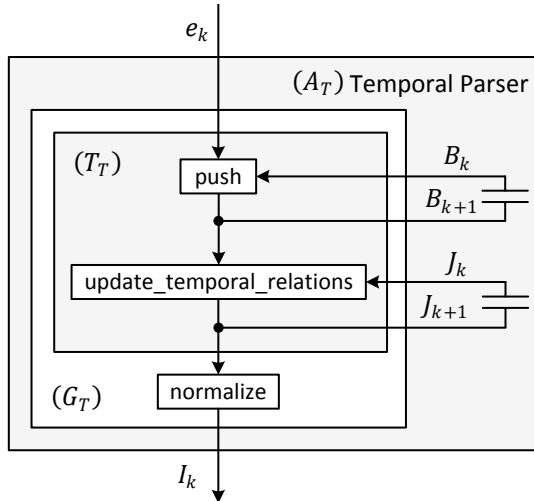 e_k
(A_T) Temporal Parser
(T_T)
B_k
push
B_{k+1}
J_k
update_temporal_relations
J_{k+1}
normalize
(G_T)
I_k